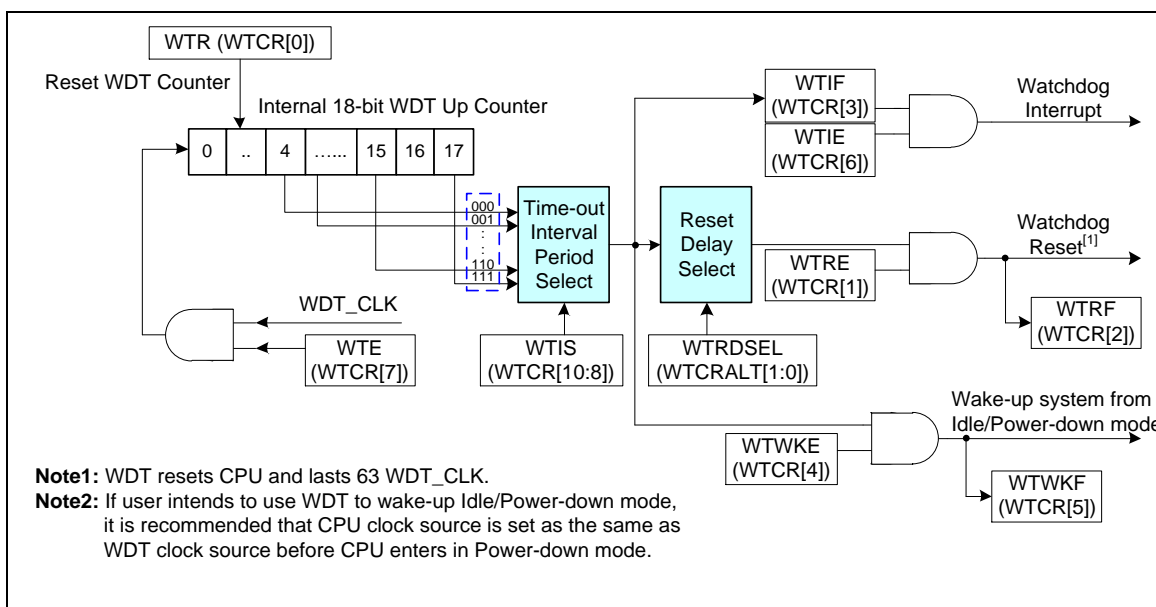 WTR (WTCR[0])
Reset WDT Counter
Internal 18-bit WDT Up Counter
0 .. 4 …... 15 16 17
000
001
:
:
110
111
Time-out
Interval
Period
Select
Reset
Delay
Select
WTIF
(WTCR[3])
WTIE
(WTCR[6])
Watchdog
Interrupt
WTRE
(WTCR[1])
Watchdog
Reset[1]
WTRF
(WTCR[2])
WDT_CLK
WTE
(WTCR[7])
WTIS
(WTCR[10:8])
WTRDSEL
(WTCRALT[1:0])
WTWKE
(WTCR[4])
Wake-up system from
Idle/Power-down mode
WTWKF
(WTCR[5])
Note1: WDT resets CPU and lasts 63 WDT_CLK.
Note2: If user intends to use WDT to wake-up Idle/Power-down mode,
it is recommended that CPU clock source is set as the same as
WDT clock source before CPU enters in Power-down mode.